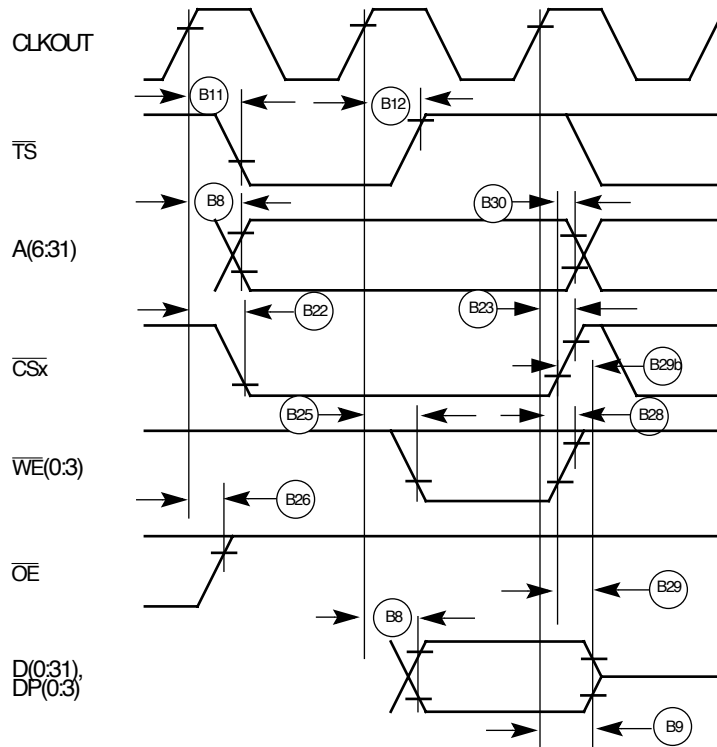 CLKOUT
B11
B12
TS
B8
B30
A(6:31)
B22
B23
CSx
B29b
B25
B28
WE(0:3)
B26
OE
B29
B8
D(0:31),
DP(0:3)
B9